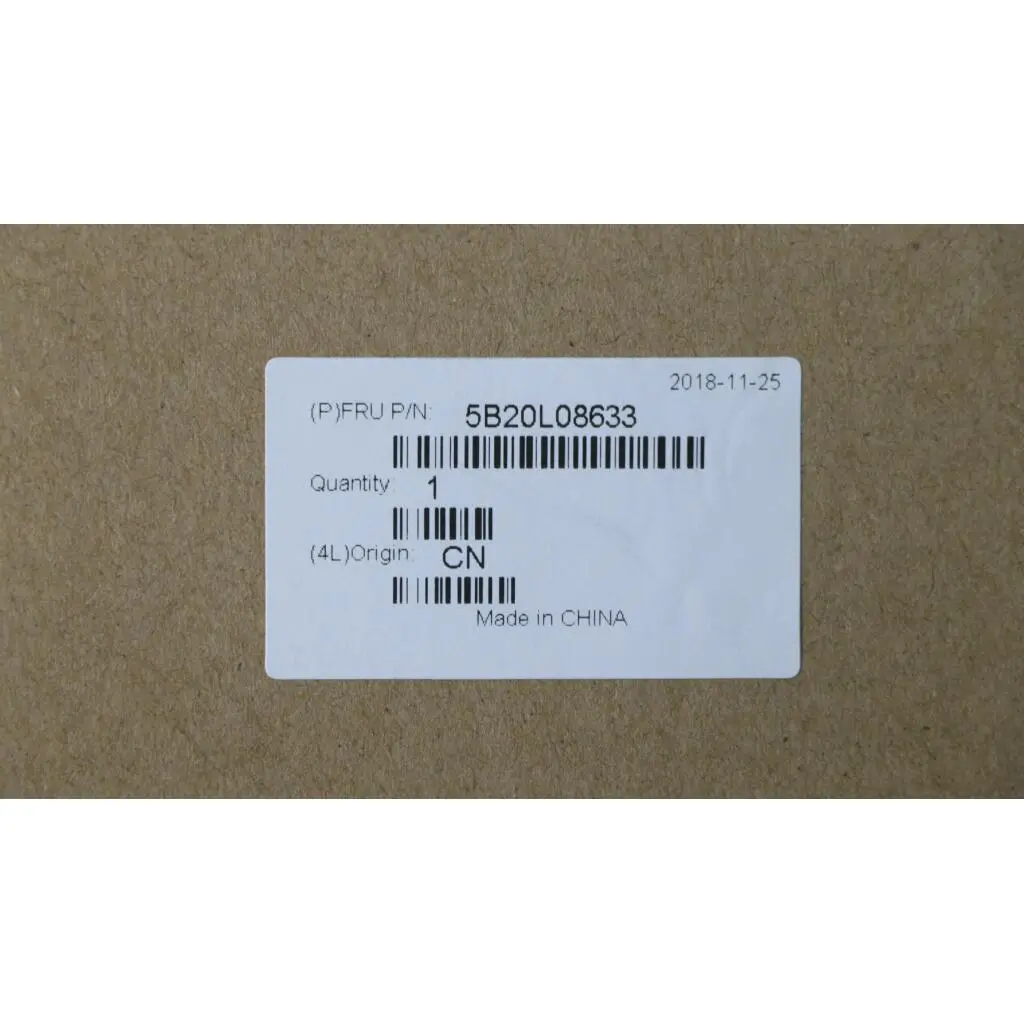 2018-11-25
(P)FRU P/N: 5B20L08633
Quantity: 1
(4L)Origin: CN
Made in CHINA